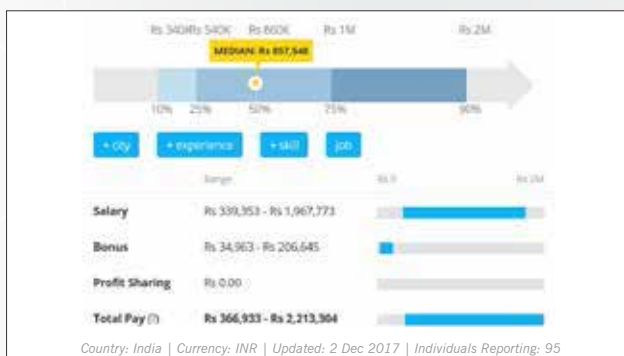 Rs 340K Rs 540K Rs 860K Rs 1M Rs 2M
MEDIAN: Rs 857,548
10% 25% 50% 75% 90%
+ city + experience + skill job
Range Rs 0 Rs 2M
Salary Rs 339,353 - Rs 1,967,773
Bonus Rs 34,963 - Rs 206,645
Profit Sharing Rs 0.00
Total Pay (?) Rs 366,933 - Rs 2,213,304
Country: India | Currency: INR | Updated: 2 Dec 2017 | Individuals Reporting: 95